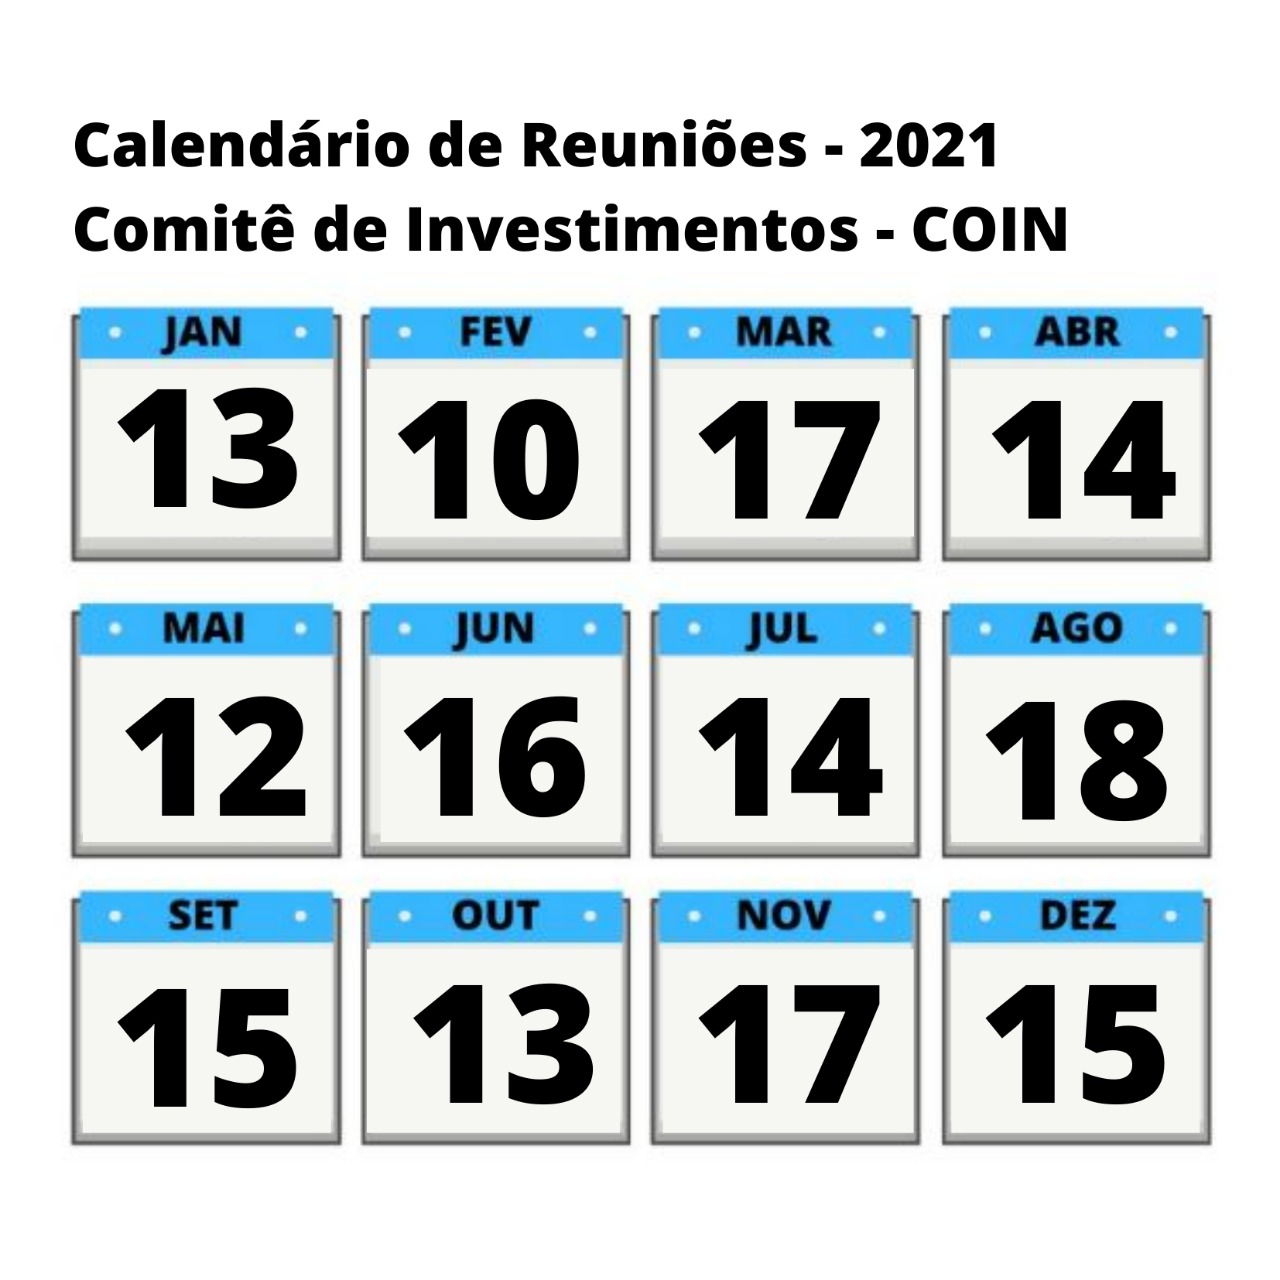 Calendário de Reuniões - 2021
Comitê de Investimentos - COIN
JAN
13
FEV
10
MAR
17
ABR
14
MAI
12
JUN
16
JUL
14
AGO
18
SET
15
OUT
13
NOV
17
DEZ
15